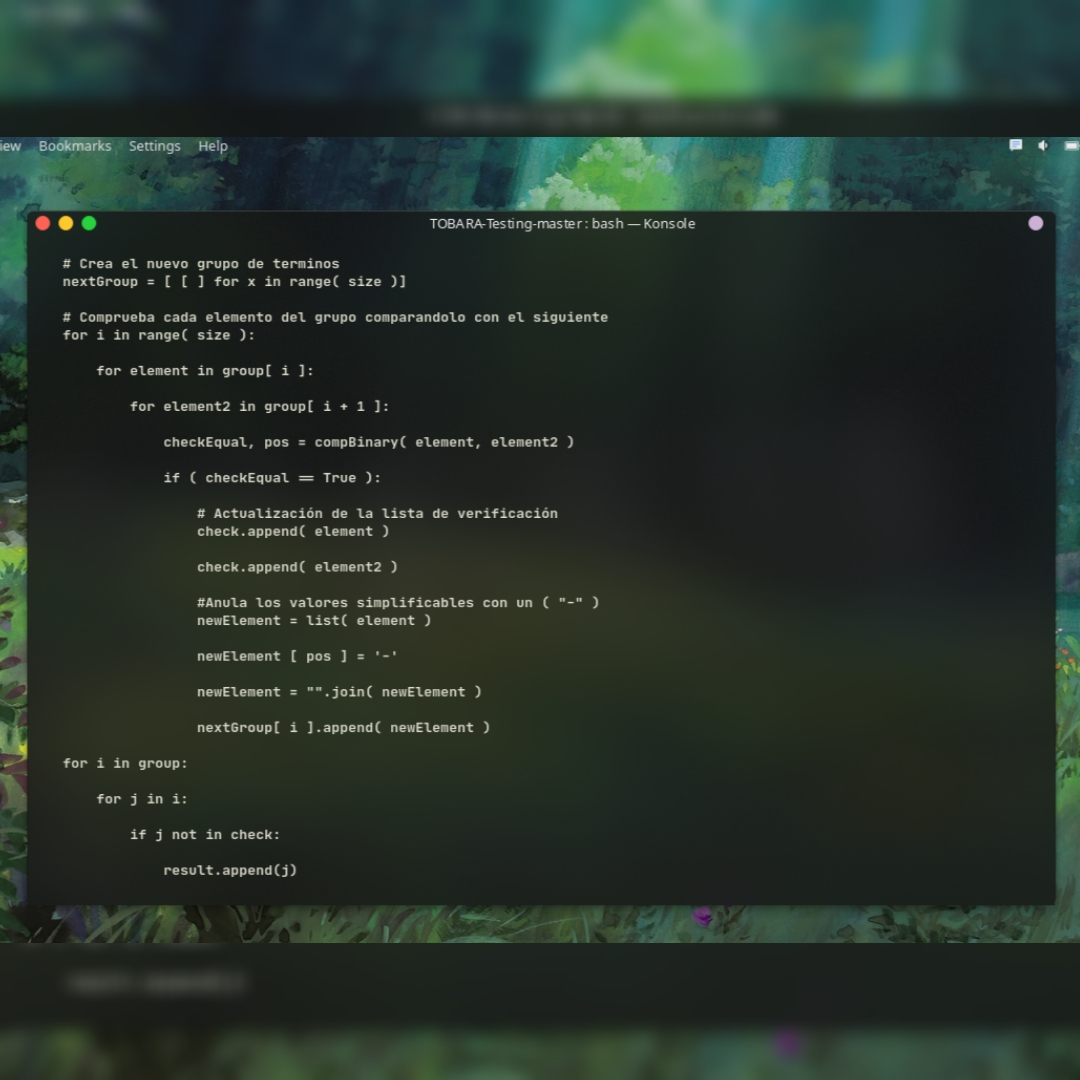 Bookmarks Settings Help
TOBARA-Testing-master : bash — Konsole
# Crea el nuevo grupo de terminos
nextGroup = [ [ ] for x in range( size )]
# Comprueba cada elemento del grupo comparandolo con el siguiente
for i in range( size ):
for element in group[ i ]:
for element2 in group[ i + 1 ]:
checkEqual, pos = compBinary( element, element2 )
if ( checkEqual == True ):
# Actualización de la lista de verificación
check.append( element )
check.append( element2 )
#Anula los valores simplificables con un ( "-" )
newElement = list( element )
newElement [ pos ] = '-'
newElement = "".join( newElement )
nextGroup[ i ].append( newElement )
for i in group:
for j in i:
if j not in check:
result.append(j)